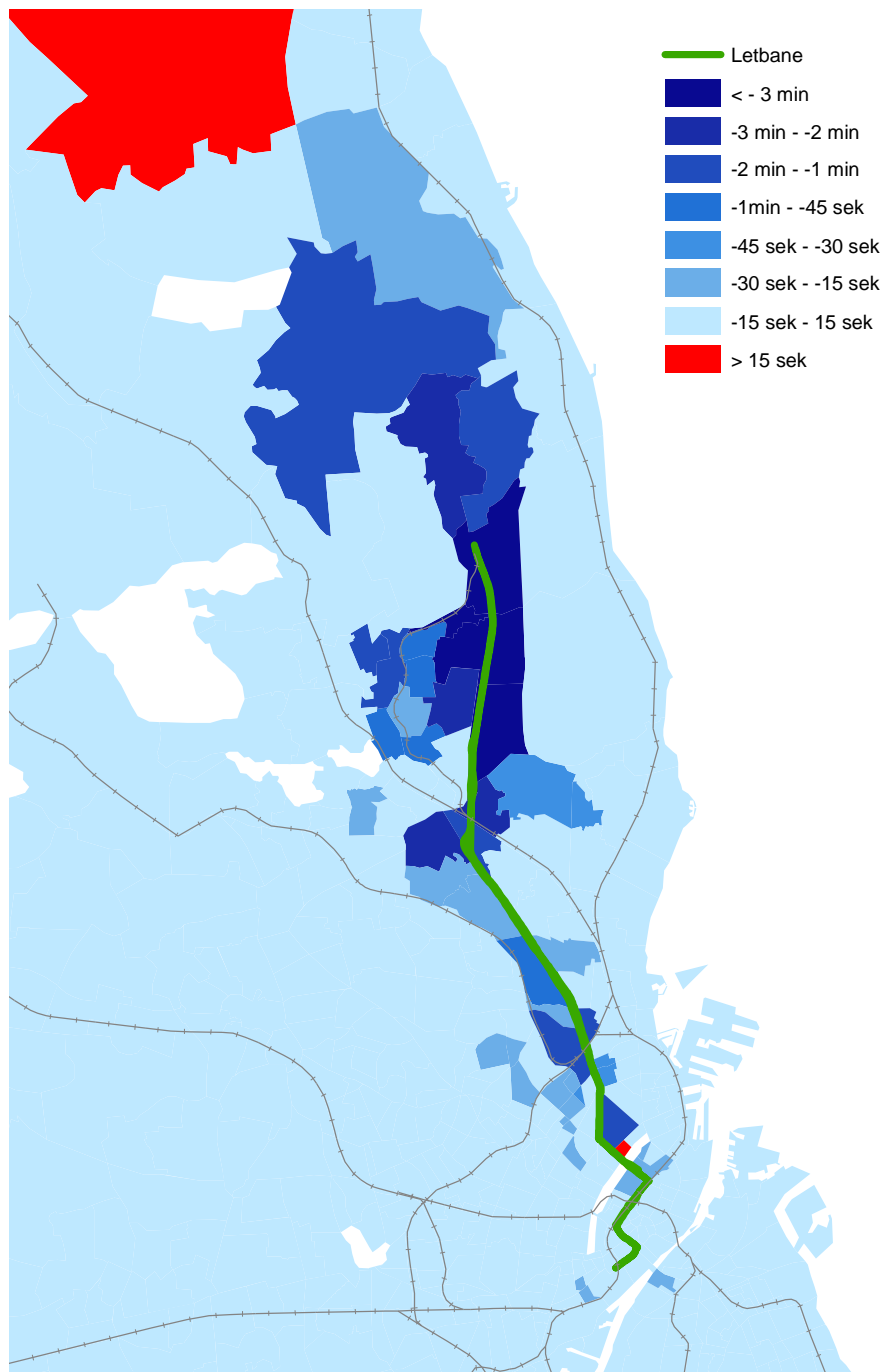 Letbane
< - 3 min
-3 min - -2 min
-2 min - -1 min
-1min - -45 sek
-45 sek - -30 sek
-30 sek - -15 sek
-15 sek - 15 sek
> 15 sek